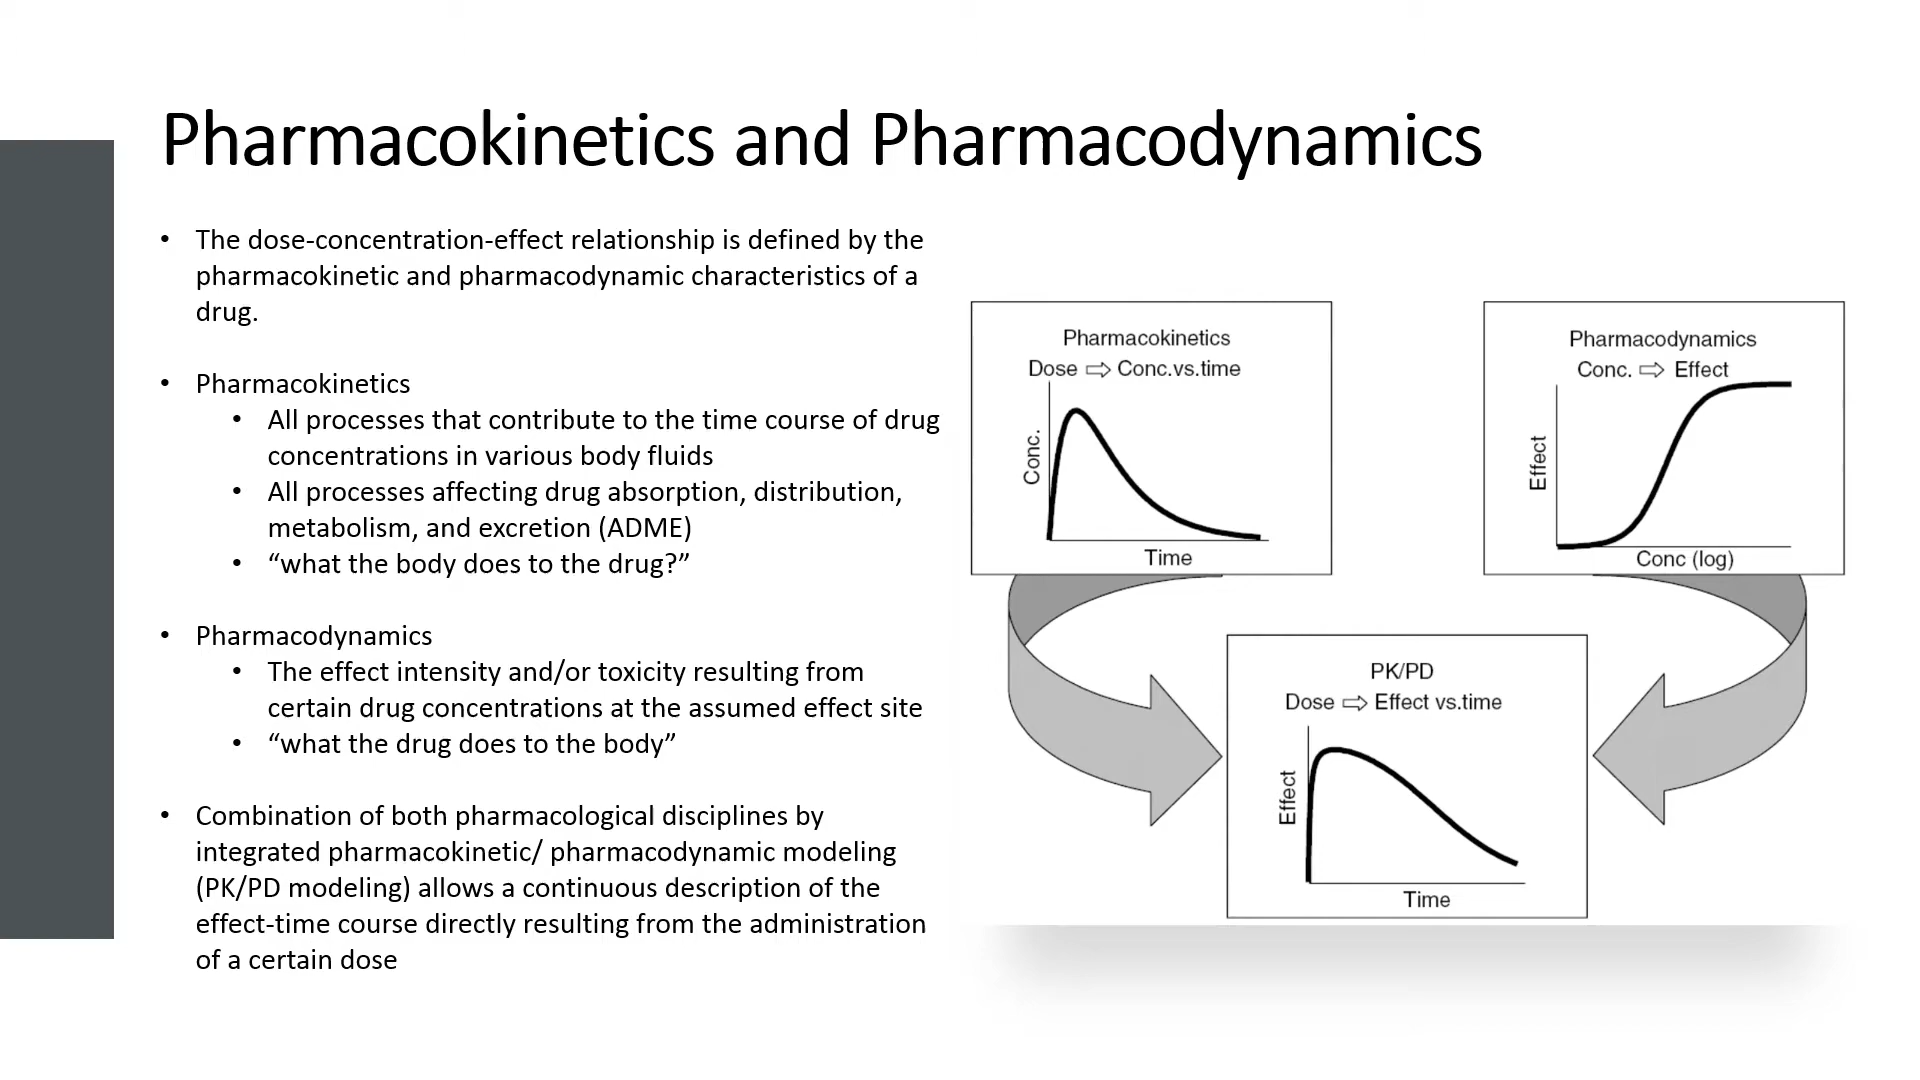 Pharmacokinetics and Pharmacodynamics
• The dose-concentration-effect relationship is defined by the
pharmacokinetic and pharmacodynamic characteristics of a
drug.
• Pharmacokinetics
• All processes that contribute to the time course of drug
concentrations in various body fluids
• All processes affecting drug absorption, distribution,
metabolism, and excretion (ADME)
• “what the body does to the drug?”
• Pharmacodynamics
• The effect intensity and/or toxicity resulting from
certain drug concentrations at the assumed effect site
• “what the drug does to the body”
• Combination of both pharmacological disciplines by
integrated pharmacokinetic/ pharmacodynamic modeling
(PK/PD modeling) allows a continuous description of the
effect-time course directly resulting from the administration
of a certain dose
Pharmacokinetics
Dose ⇨ Conc.vs.time
Conc.
Time
Pharmacodynamics
Conc. ⇨ Effect
Effect
Conc (log)
PK/PD
Dose ⇨ Effect vs.time
Effect
Time